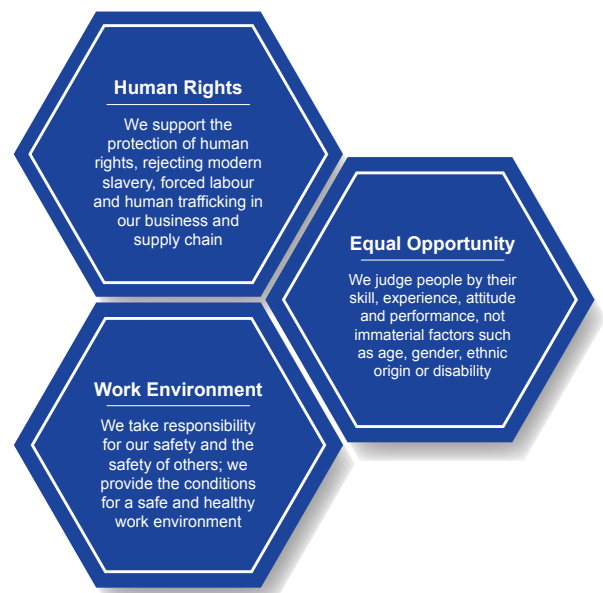 Human Rights
We support the
protection of human
rights, rejecting modern
slavery, forced labour
and human trafficking in
our business and
supply chain
Equal Opportunity
We judge people by their
skill, experience, attitude
and performance, not
immaterial factors such
as age, gender, ethnic
origin or disability
Work Environment
We take responsibility
for our safety and the
safety of others; we
provide the conditions
for a safe and healthy
work environment